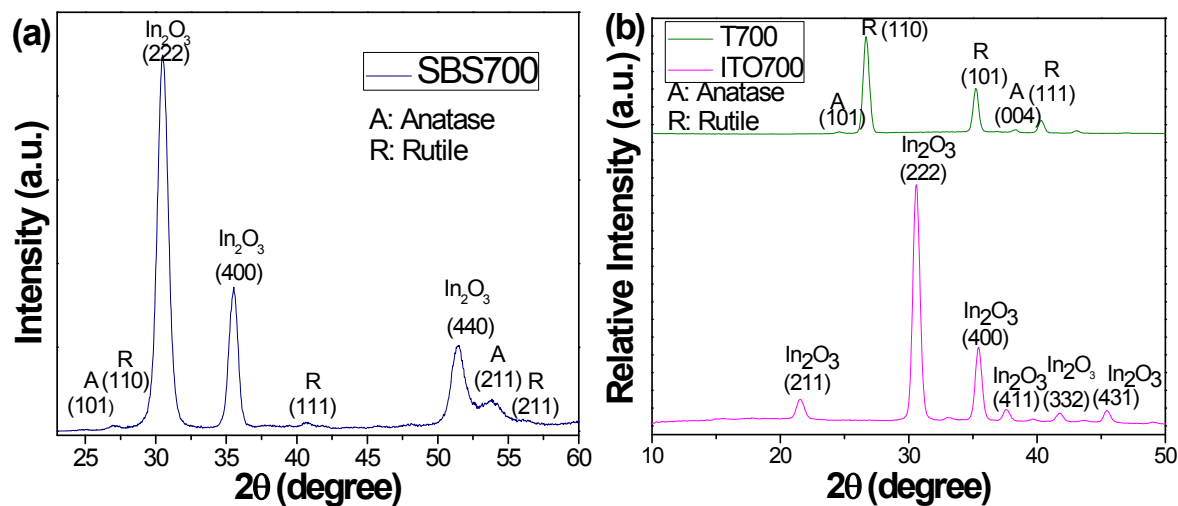 (a)
In₂O₃
(222)
SBS700
A: Anatase
R: Rutile
In₂O₃
(400)
In₂O₃
(440)
A
(211)
R
(211)
R
(111)
R
A (110)
(101)
Intensity (a.u.)
25 30 35 40 45 50 55 60
2θ (degree)
(b)
T700
ITO700
A: Anatase
R: Rutile
R (110)
A
(101)
R
(101)
A
(004)
R
(111)
In₂O₃
(222)
In₂O₃
(211)
In₂O₃
(400)
In₂O₃
(411)
In₂O₃
(332)
In₂O₃
(431)
Relative Intensity (a.u.)
10 20 30 40 50
2θ (degree)